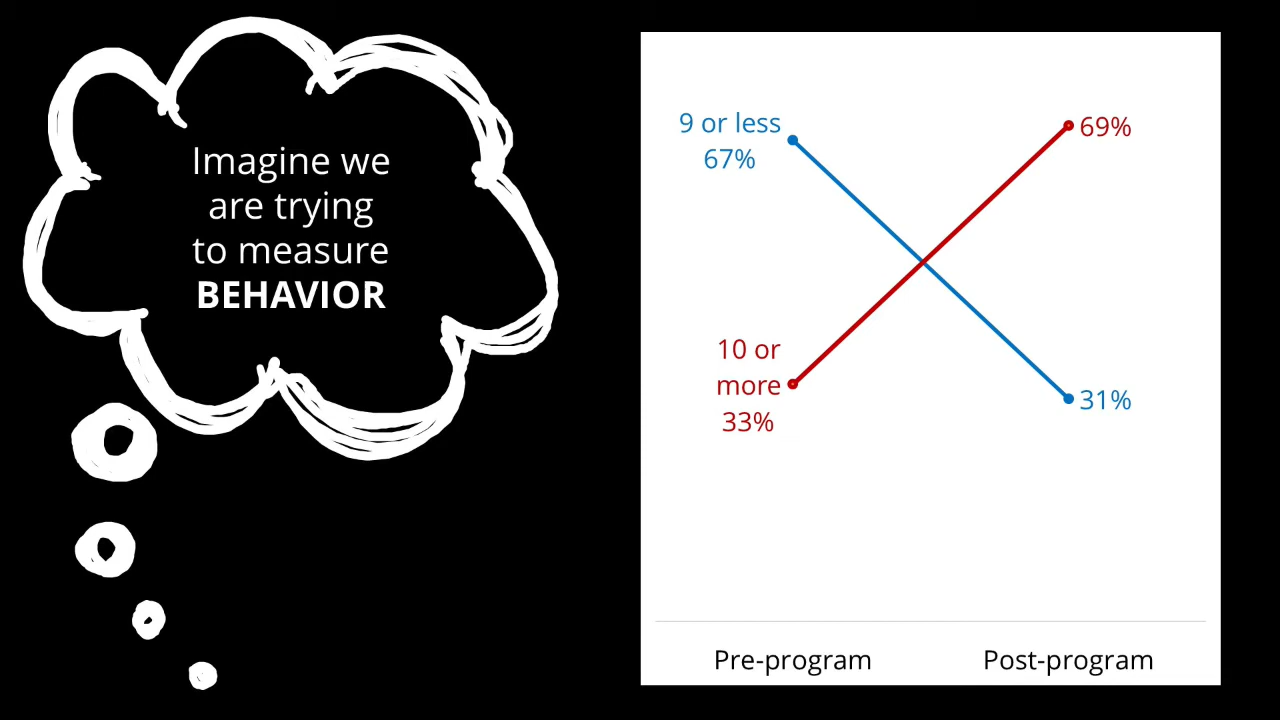 Imagine we
are trying
to measure
BEHAVIOR
9 or less
67%
69%
10 or
more
33%
31%
Pre-program
Post-program